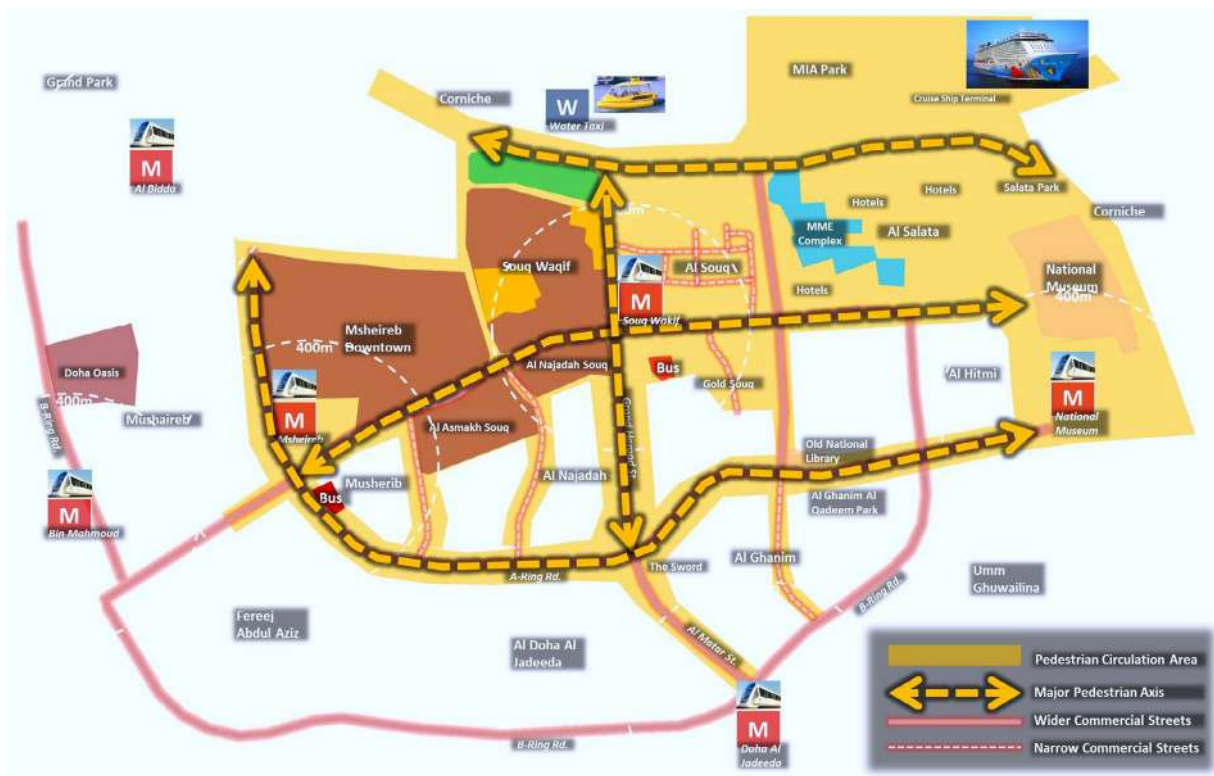 MIA Park
Grand Park
Corniche
Cruise Ship Terminal
W
Water Taxi
M
Al Bidda
Hotels
Salata Park
Hotels
Corniche
MME
Complex
Al Salata
Souq Waqif
Al Souq
National
Museum
400m
Hotels
M
Souq Wakif
Msheireb
Downtown
400m
Al Najadah Souq
Bus
Gold Souq
Doha Oasis
400m
Mushaireb
B-Ring Rd.
M
Msheireb
Al Hitmi
M
National
Museum
Al Asmakh Souq
Old National
Library
Al Najadah
Musherib
Bus
M
Bin Mahmoud
Al Ghanim Al
Qadeem Park
The Sword
Al Ghanim
A-Ring Rd.
Umm
Ghuwailina
B-Ring Rd.
Fereej
Abdul Aziz
Al Doha Al
Jadeeda
Al Matar St.
M
Doha Al
Jadeeda
B-Ring Rd.
Pedestrian Circulation Area
Major Pedestrian Axis
Wider Commercial Streets
Narrow Commercial Streets